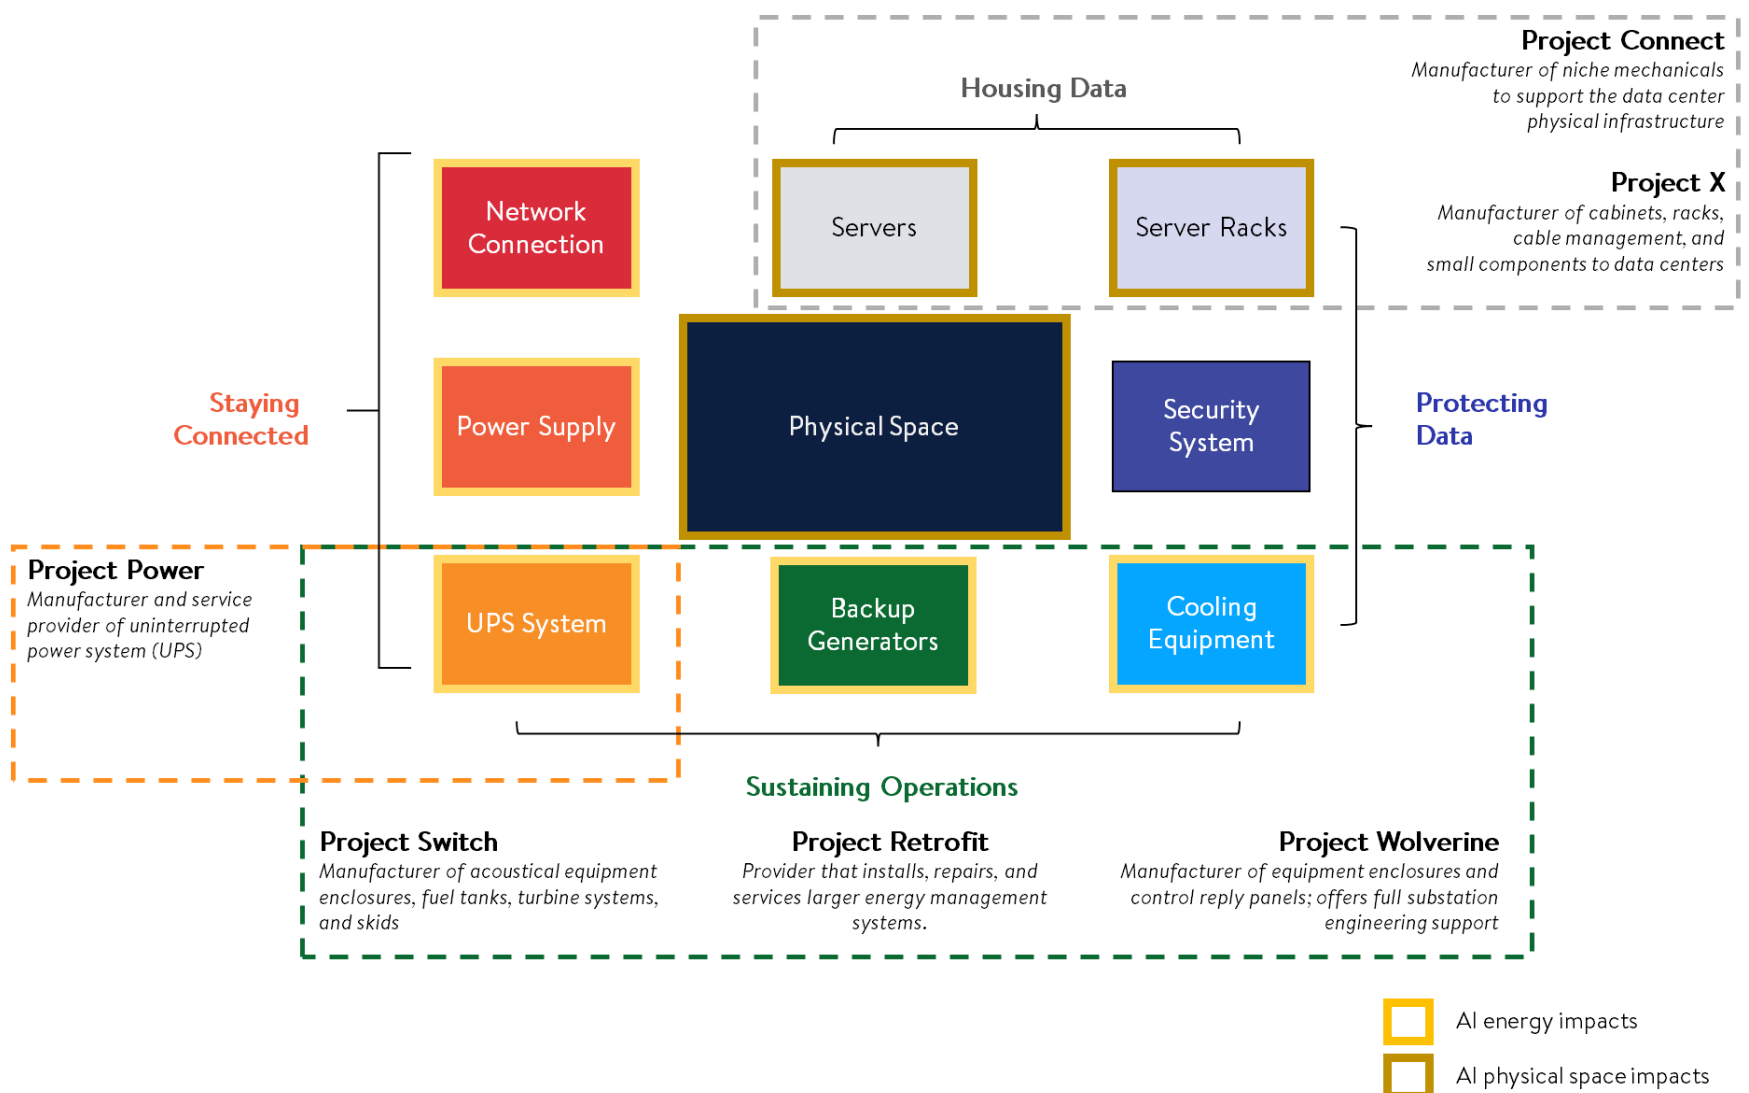 Project Connect
Manufacturer of niche mechanicals
to support the data center
physical infrastructure
Housing Data
Project X
Manufacturer of cabinets, racks,
cable management, and
small components to data centers
Network
Connection
Servers
Server Racks
Staying
Connected
Power Supply
Physical Space
Security
System
Protecting
Data
Project Power
Manufacturer and service
provider of uninterrupted
power system (UPS)
UPS System
Backup
Generators
Cooling
Equipment
Sustaining Operations
Project Switch
Manufacturer of acoustical equipment
enclosures, fuel tanks, turbine systems,
and skids
Project Retrofit
Provider that installs, repairs, and
services larger energy management
systems.
Project Wolverine
Manufacturer of equipment enclosures and
control reply panels; offers full substation
engineering support
AI energy impacts
AI physical space impacts